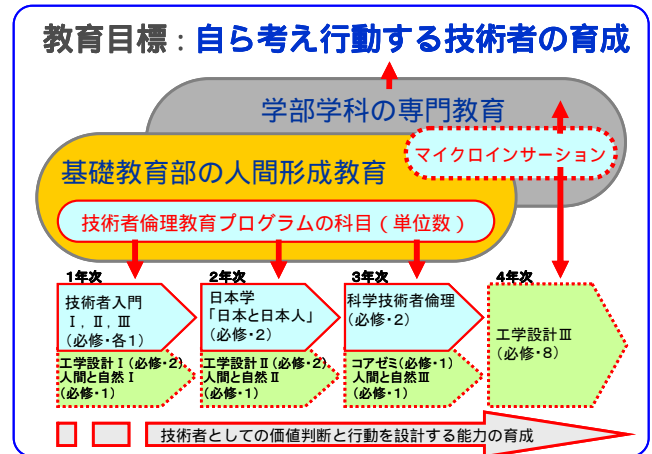 教育目標：自ら考え行動する技術者の育成
学部学科の専門教育
マイクロインサーション
基礎教育部の人間形成教育
技術者倫理教育プログラムの科目（単位数）
1年次
技術者入門
Ⅰ，Ⅱ，Ⅲ
（必修・各1）
工学設計Ⅰ（必修・2）
人間と自然Ⅰ
（必修・1）
2年次
日本学
「日本と日本人」
（必修・2）
工学設計Ⅱ（必修・2）
人間と自然Ⅱ
（必修・1）
3年次
科学技術者倫理
（必修・2）
コアゼミ（必修・1）
人間と自然Ⅲ
（必修・1）
4年次
工学設計Ⅲ
（必修・8）
技術者としての価値判断と行動を設計する能力の育成